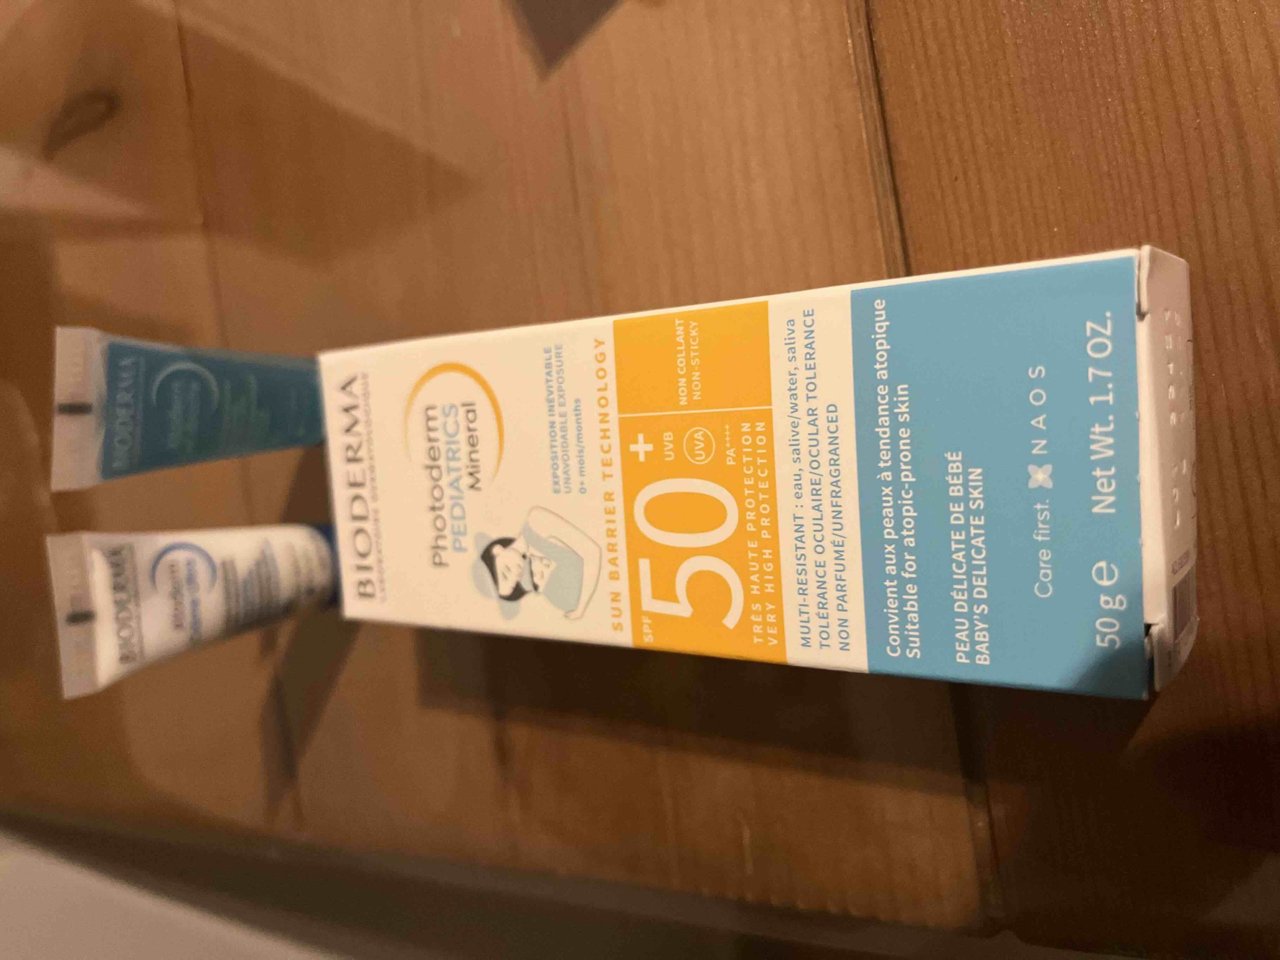 BIODERMA
LABORATOIRE DERMATOLOGIQUE
Photoderm
PEDIATRICS
Mineral
EXPOSITION INÉVITABLE
UNAVOIDABLE EXPOSURE
0+ mois/months
SUN BARRIER TECHNOLOGY
SPF
50+
UVB
UVA
PA++++
NON COLLANT
NON-STICKY
TRÈS HAUTE PROTECTION
VERY HIGH PROTECTION
MULTI-RESISTANT : eau, salive/water, saliva
TOLÉRANCE OCULAIRE/OCULAR TOLERANCE
NON PARFUMÉ/UNFRAGRANCED
Convient aux peaux à tendance atopique
Suitable for atopic-prone skin
PEAU DÉLICATE DE BÉBÉ
BABY'S DELICATE SKIN
Care first. NAOS
50 g e Net Wt. 1.7 OZ.
BIODERMA
BIODERMA